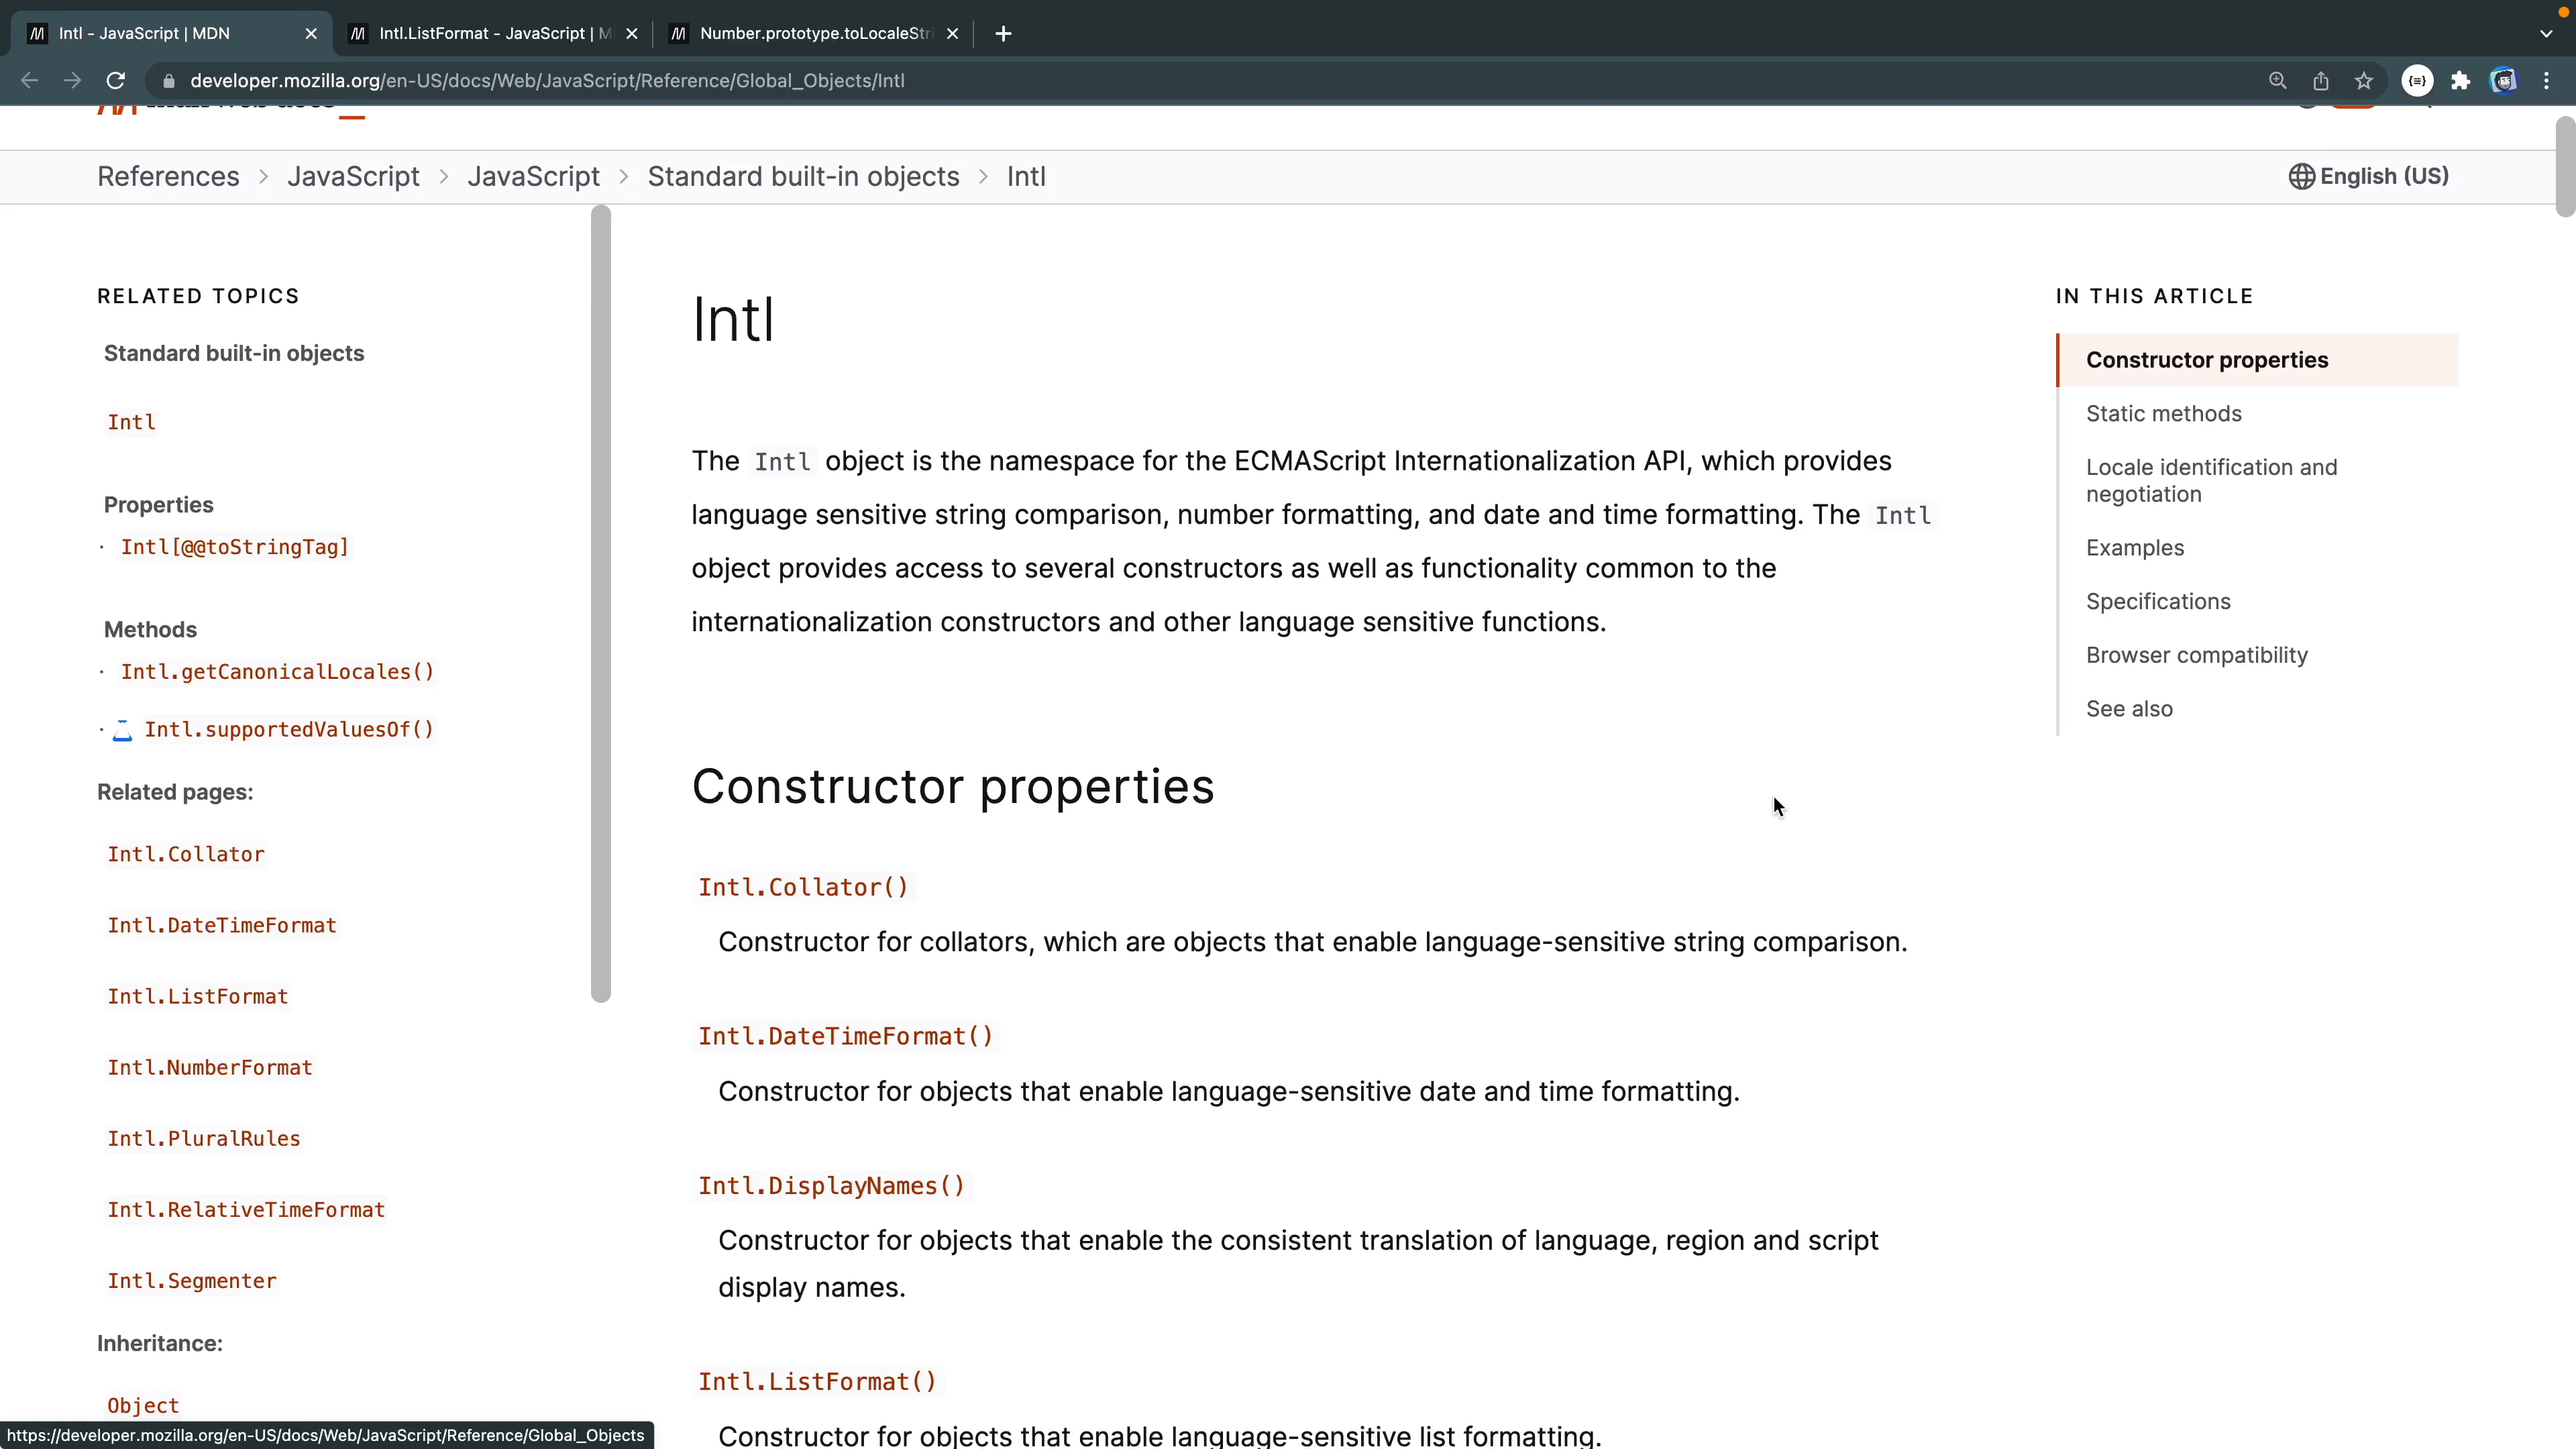 Intl - JavaScript | MDN
Intl.ListFormat - JavaScript | M
Number.prototype.toLocaleStri
developer.mozilla.org/en-US/docs/Web/JavaScript/Reference/Global_Objects/Intl
References > JavaScript > JavaScript > Standard built-in objects > Intl
English (US)
RELATED TOPICS
Standard built-in objects
Intl
Properties
· Intl[@@toStringTag]
Methods
· Intl.getCanonicalLocales()
· Intl.supportedValuesOf()
Related pages:
Intl.Collator
Intl.DateTimeFormat
Intl.ListFormat
Intl.NumberFormat
Intl.PluralRules
Intl.RelativeTimeFormat
Intl.Segmenter
Inheritance:
Object
Intl
The Intl object is the namespace for the ECMAScript Internationalization API, which provides
language sensitive string comparison, number formatting, and date and time formatting. The Intl
object provides access to several constructors as well as functionality common to the
internationalization constructors and other language sensitive functions.
Constructor properties
Intl.Collator()
Constructor for collators, which are objects that enable language-sensitive string comparison.
Intl.DateTimeFormat()
Constructor for objects that enable language-sensitive date and time formatting.
Intl.DisplayNames()
Constructor for objects that enable the consistent translation of language, region and script
display names.
Intl.ListFormat()
Constructor for objects that enable language-sensitive list formatting.
IN THIS ARTICLE
Constructor properties
Static methods
Locale identification and
negotiation
Examples
Specifications
Browser compatibility
See also
https://developer.mozilla.org/en-US/docs/Web/JavaScript/Reference/Global_Objects